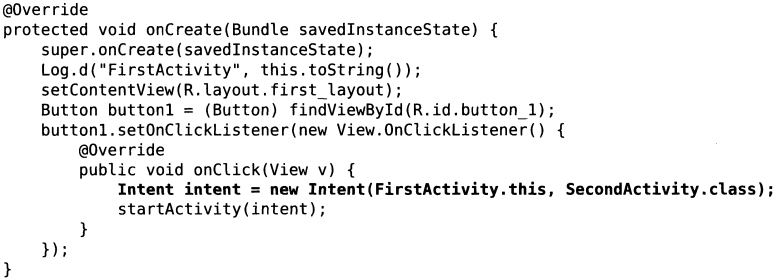 @Override
protected void onCreate(Bundle savedInstanceState) {
    super.onCreate(savedInstanceState);
    Log.d("FirstActivity", this.toString());
    setContentView(R.layout.first_layout);
    Button button1 = (Button) findViewById(R.id.button_1);
    button1.setOnClickListener(new View.OnClickListener() {
        @Override
        public void onClick(View v) {
            Intent intent = new Intent(FirstActivity.this, SecondActivity.class);
            startActivity(intent);
        }
    });
}